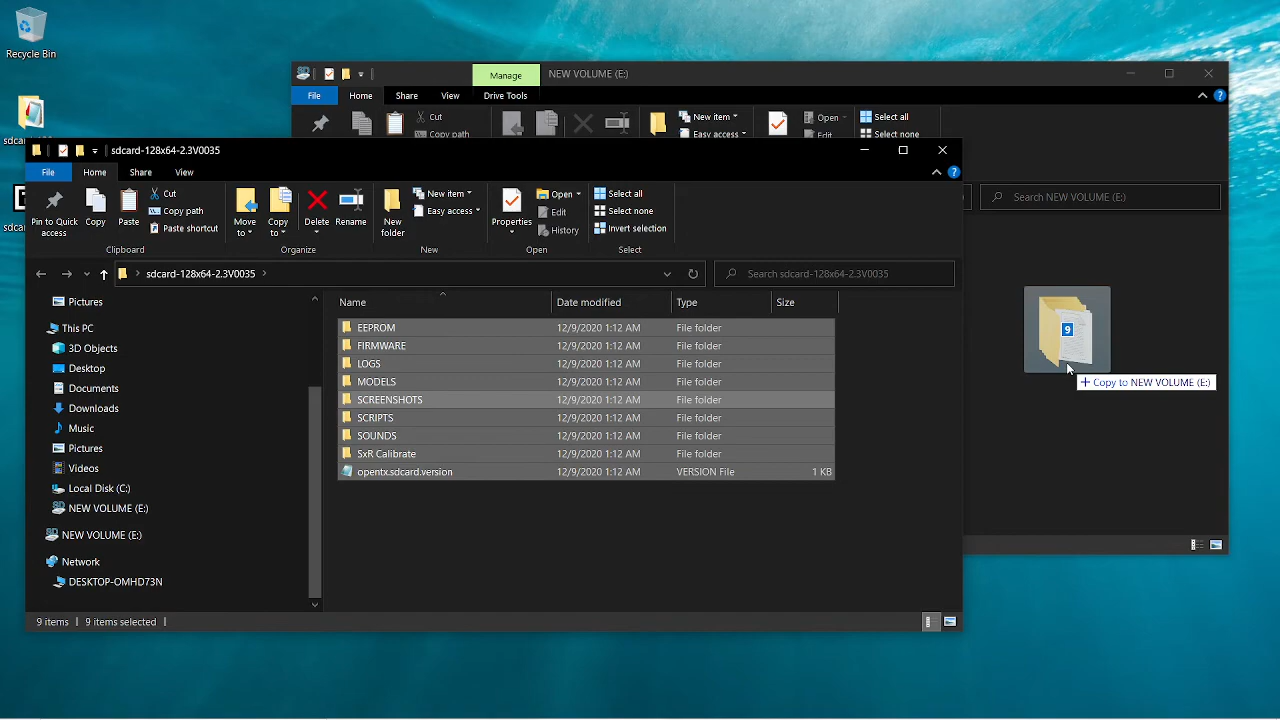 Recycle Bin
NEW VOLUME (E:)
Manage
File
Home
Share
View
Drive Tools
Cut
Copy path
New item
Easy access
Open
Edit
Select all
Select none
Search NEW VOLUME (E:)
sdcard-128x64-2.3V0035
File
Home
Share
View
Pin to Quick access
Copy
Paste
Cut
Copy path
Paste shortcut
Clipboard
Move to
Copy to
Delete
Rename
Organize
New folder
New item
Easy access
New
Properties
Open
Edit
History
Open
Select all
Select none
Invert selection
Select
sdcard-128x64-2.3V0035
Search sdcard-128x64-2.3V0035
Pictures
This PC
3D Objects
Desktop
Documents
Downloads
Music
Pictures
Videos
Local Disk (C:)
NEW VOLUME (E:)
NEW VOLUME (E:)
Network
DESKTOP-OMHD73N
Name Date modified Type Size
EEPROM 12/9/2020 1:12 AM File folder
FIRMWARE 12/9/2020 1:12 AM File folder
LOGS 12/9/2020 1:12 AM File folder
MODELS 12/9/2020 1:12 AM File folder
SCREENSHOTS 12/9/2020 1:12 AM File folder
SCRIPTS 12/9/2020 1:12 AM File folder
SOUNDS 12/9/2020 1:12 AM File folder
SxR Calibrate 12/9/2020 1:12 AM File folder
opentx.sdcard.version 12/9/2020 1:12 AM VERSION File 1 KB
9
+ Copy to NEW VOLUME (E:)
9 items 9 items selected